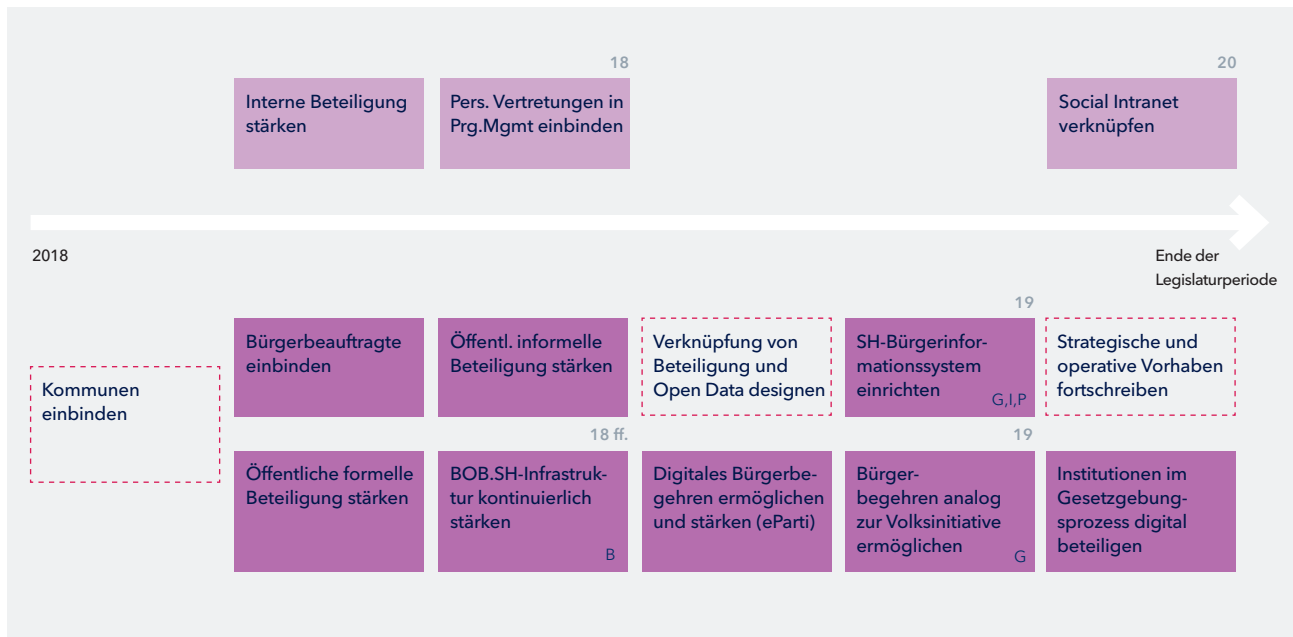 18
20
Interne Beteiligung
stärken
Pers. Vertretungen in
Prg.Mgmt einbinden
Social Intranet
verknüpfen
2018
Ende der
Legislaturperiode
Kommunen
einbinden
Bürgerbeauftragte
einbinden
Öffentl. informelle
Beteiligung stärken
Verknüpfung von
Beteiligung und
Open Data designen
19
SH-Bürgerinfor-
mationssystem
einrichten
G,I,P
Strategische und
operative Vorhaben
fortschreiben
Öffentliche formelle
Beteiligung stärken
18 ff.
BOB.SH-Infrastruk-
tur kontinuierlich
stärken
B
Digitales Bürgerbe-
gehren ermöglichen
und stärken (eParti)
19
Bürger-
begehren analog
zur Volksinitiative
ermöglichen
G
Institutionen im
Gesetzgebung-
sprozess digital
beteiligen